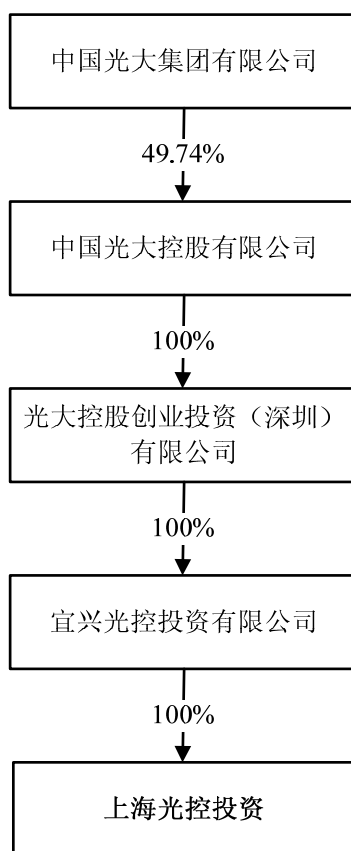 中国光大集团有限公司
49.74%
中国光大控股有限公司
100%
光大控股创业投资（深圳）
有限公司
100%
宜兴光控投资有限公司
100%
上海光控投资